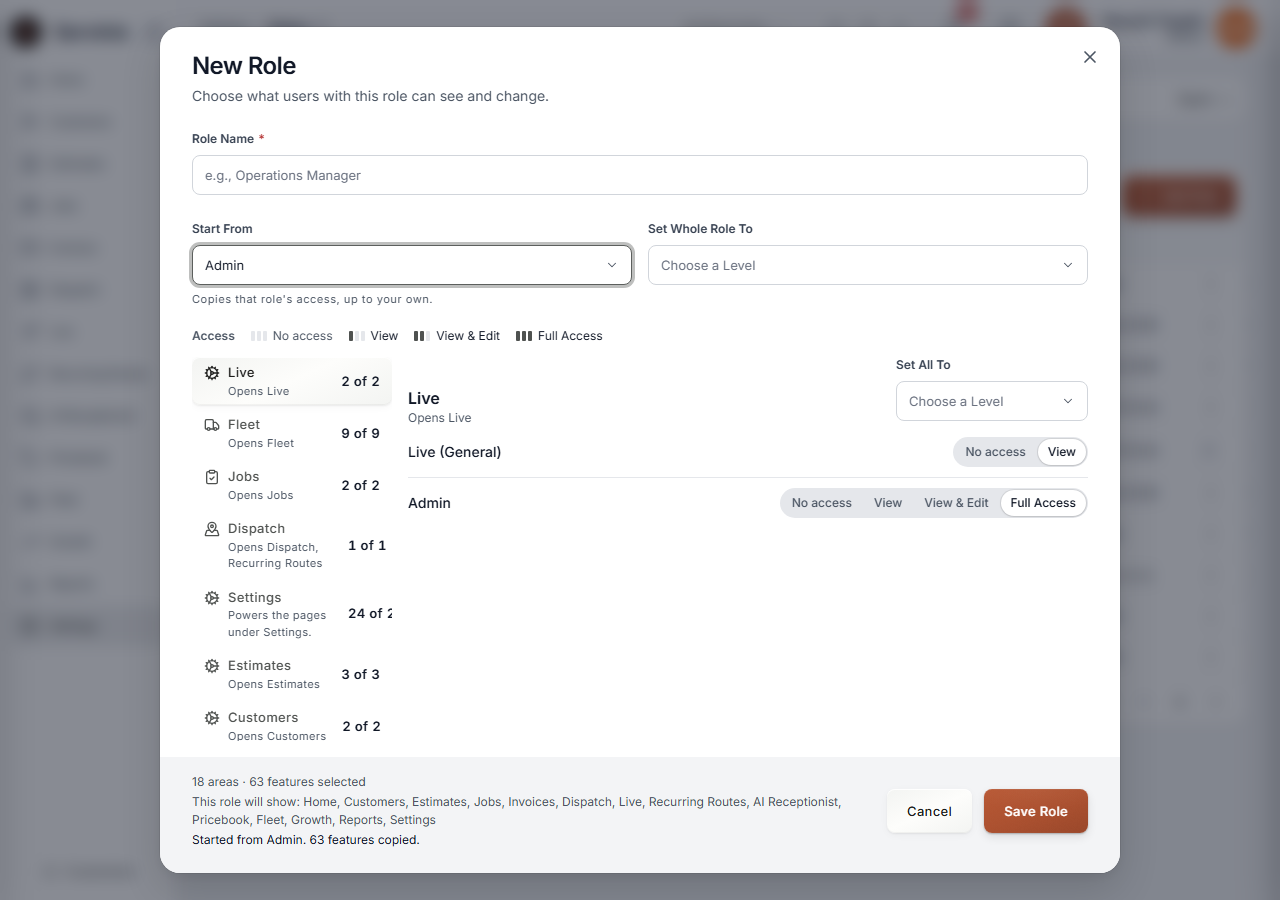 New Role
Choose what users with this role can see and change.
Role Name *
e.g., Operations Manager
Start From
Set Whole Role To
Admin
Choose a Level
Copies that role's access, up to your own.
Access
No access
View
View & Edit
Full Access
Live
Opens Live
2 of 2
Fleet
Opens Fleet
9 of 9
Jobs
Opens Jobs
2 of 2
Dispatch
Opens Dispatch,
Recurring Routes
1 of 1
Settings
Powers the pages
under Settings.
24 of
Estimates
Opens Estimates
3 of 3
Customers
Opens Customers
2 of 2
Set All To
Live
Opens Live
Choose a Level
Live (General)
No access
View
Admin
No access
View
View & Edit
Full Access
18 areas · 63 features selected
This role will show: Home, Customers, Estimates, Jobs, Invoices, Dispatch, Live, Recurring Routes, AI Receptionist,
Pricebook, Fleet, Growth, Reports, Settings
Started from Admin. 63 features copied.
Cancel
Save Role